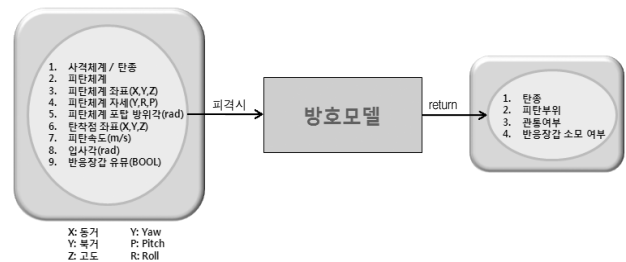 1. 사격체계 / 탄종
2. 피탄체계
3. 피탄체계 좌표(X,Y,Z)
4. 피탄체계 자세(Y,R,P)
5. 피탄체계 포탑 방위각(rad)
6. 탄착점 좌표(X,Y,Z)
7. 피탄속도(m/s)
8. 입사각(rad)
9. 반응장갑 유뮤(BOOL)
피격시
방호모델
return
1. 탄종
2. 피탄부위
3. 관통여부
4. 반응장갑 소모 여부
X: 동거 Y: Yaw
Y: 북거 P: Pitch
Z: 고도 R: Roll